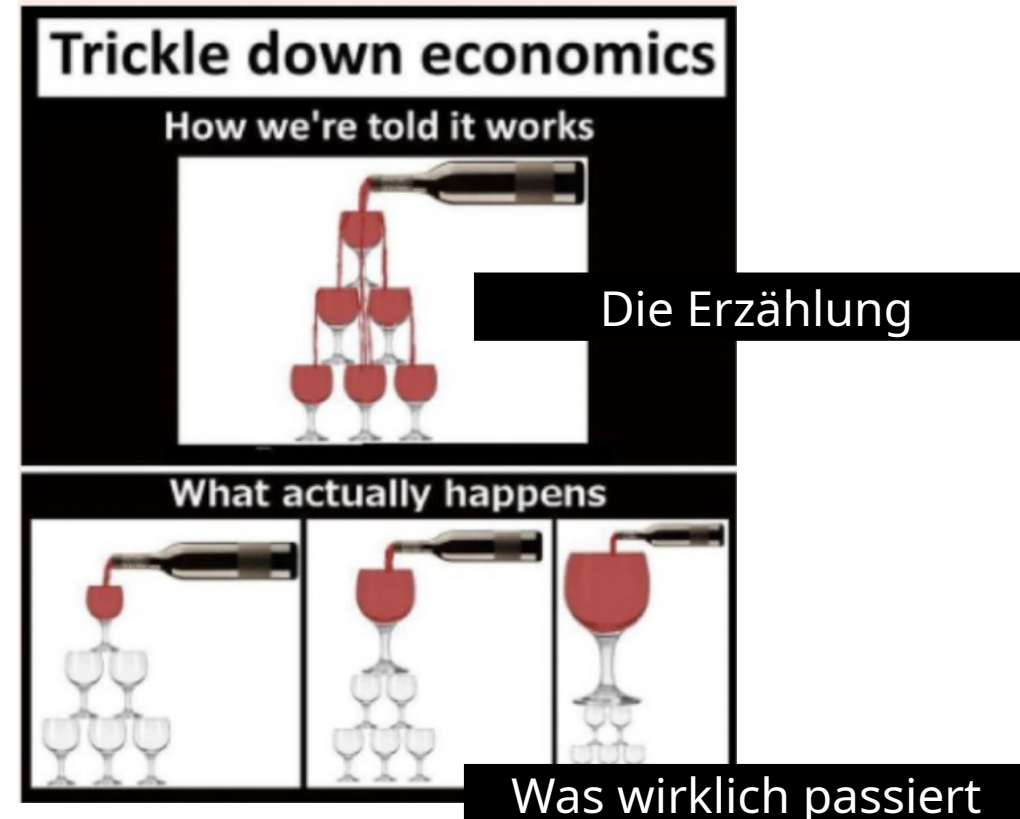 Trickle down economics
How we're told it works
Die Erzählung
What actually happens
Was wirklich passiert